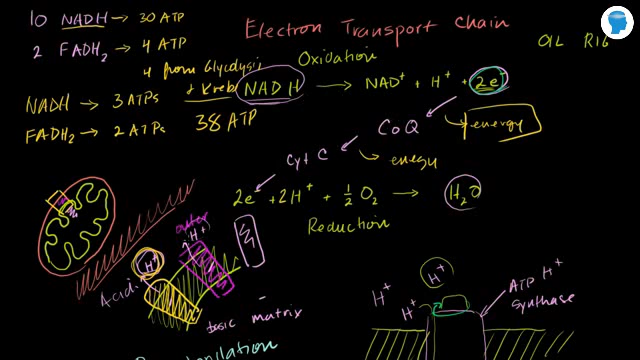 Electron Transport Chain
10 NADH → 30 ATP
2 FADH₂ → 4 ATP
4 from Glycolysis
+ Krebs
38 ATP
NADH → 3 ATPs
FADH₂ → 2 ATPs
OIL RIG
Oxidation
NADH → NAD⁺ + H⁺ + 2e⁻
energy
CoQ
Cyt C
energy
2e⁻ + 2H⁺ + ½ O₂ → H₂O
Reduction
outer
H⁺
H⁺
Acidic
basic matrix
H⁺
H⁺
H⁺
H⁺
ATP
Synthase